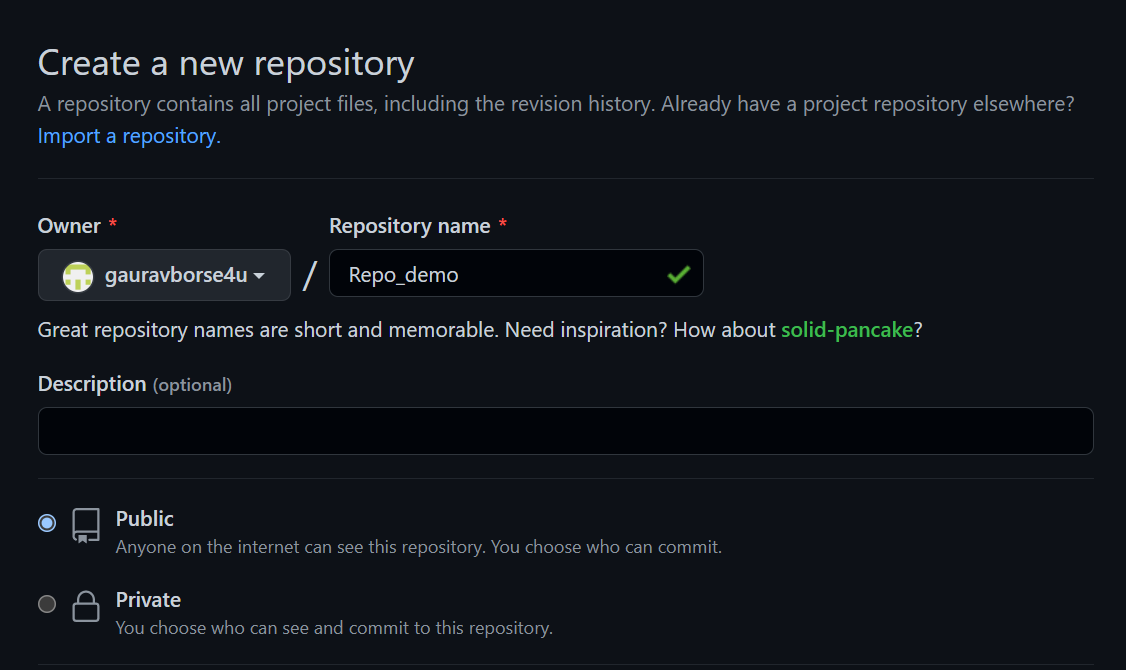 Create a new repository
A repository contains all project files, including the revision history. Already have a project repository elsewhere?
Import a repository.
Owner * Repository name *
gauravborse4u / Repo_demo
Great repository names are short and memorable. Need inspiration? How about solid-pancake?
Description (optional)
Public
Anyone on the internet can see this repository. You choose who can commit.
Private
You choose who can see and commit to this repository.